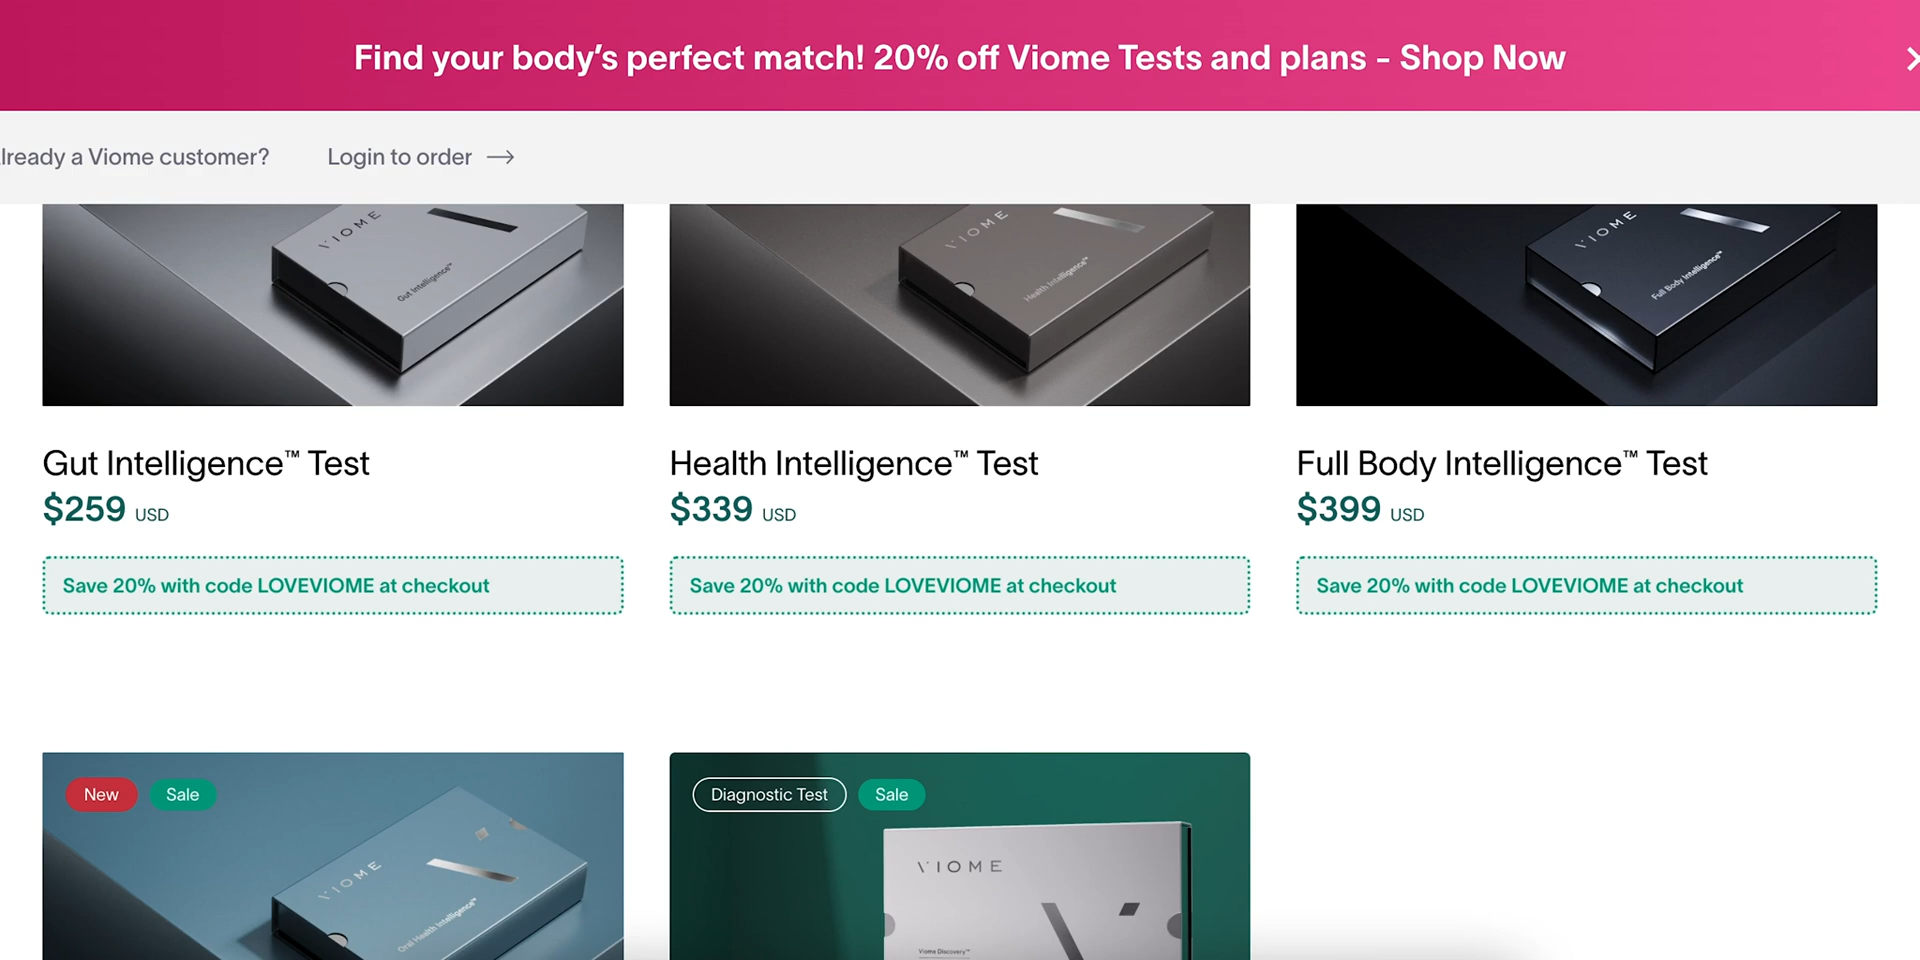 Find your body's perfect match! 20% off Viome Tests and plans - Shop Now
lready a Viome customer?
Login to order
VIOME
Gut Intelligence™
VIOME
Health Intelligence™
VIOME
Full Body Intelligence™
Gut Intelligence™ Test
$259 USD
Save 20% with code LOVEVIOME at checkout
Health Intelligence™ Test
$339 USD
Save 20% with code LOVEVIOME at checkout
Full Body Intelligence™ Test
$399 USD
Save 20% with code LOVEVIOME at checkout
New
Sale
VIOME
Oral Health Intelligence™
Diagnostic Test
Sale
VIOME
Viome Discovery™